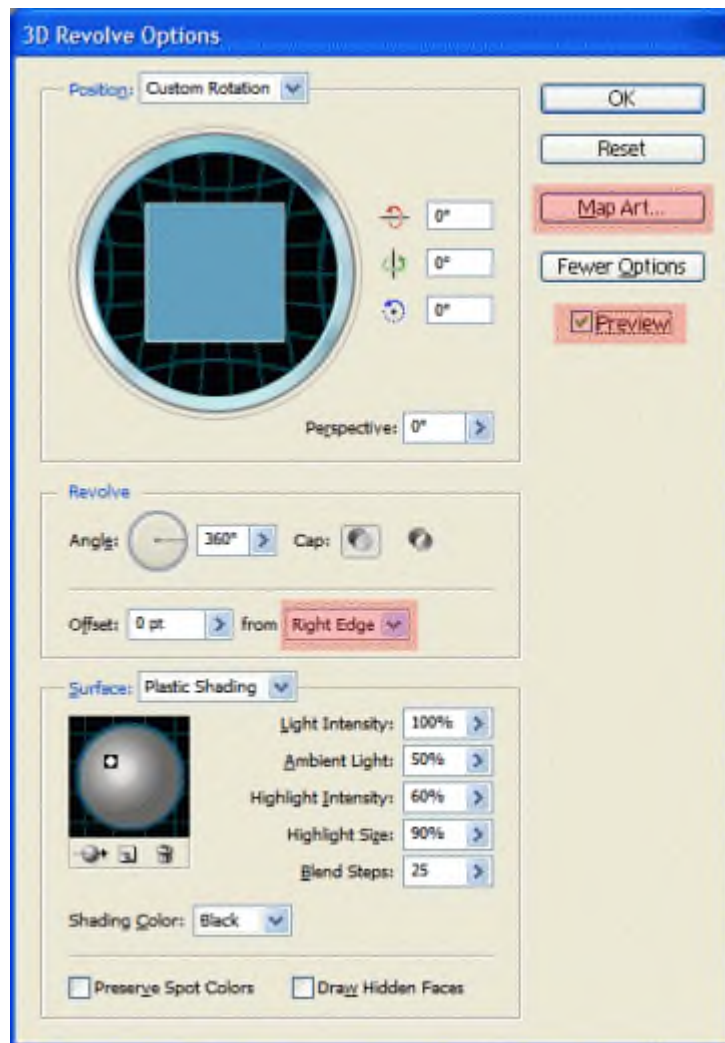 3D Revolve Options
Position: Custom Rotation
OK
Reset
Map Art...
Fewer Options
Preview
0°
0°
0°
Perspective: 0°
Revolve
Angle: 360° Cap:
Offset: 0 pt from Right Edge
Surface: Plastic Shading
Light Intensity: 100%
Ambient Light: 50%
Highlight Intensity: 60%
Highlight Size: 90%
Blend Steps: 25
Shading Color: Black
Preserve Spot Colors Draw Hidden Faces